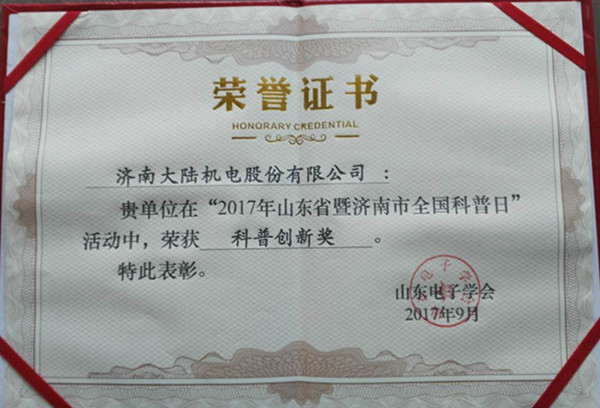 荣誉证书
HONORARY CREDENTIAL
济南大陆机电股份有限公司：
贵单位在“2017年山东省暨济南市全国科普日”
活动中，荣获 科普创新奖 。
特此表彰。
山东电子学会
2017年9月